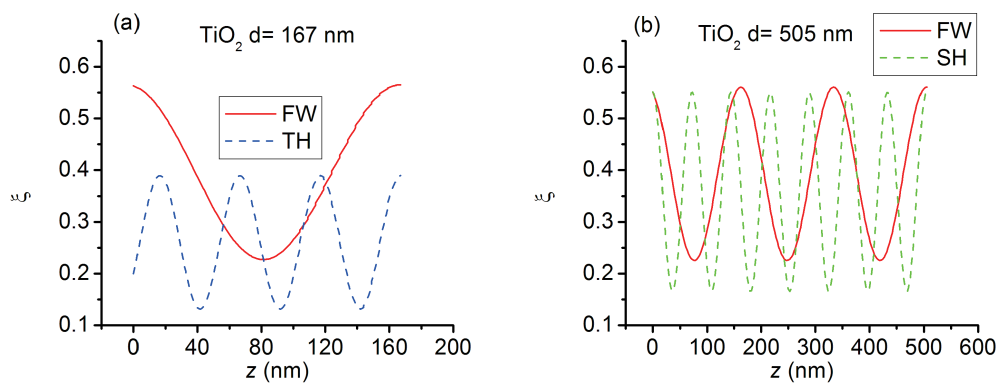 (a)
TiO2 d= 167 nm
FW
TH
0.6
0.5
0.4
0.3
0.2
0.1
ξ
0 40 80 120 160 200
z (nm)
(b)
TiO2 d= 505 nm
FW
SH
0.6
0.5
0.4
0.3
0.2
0.1
ξ
0 100 200 300 400 500 600
z (nm)